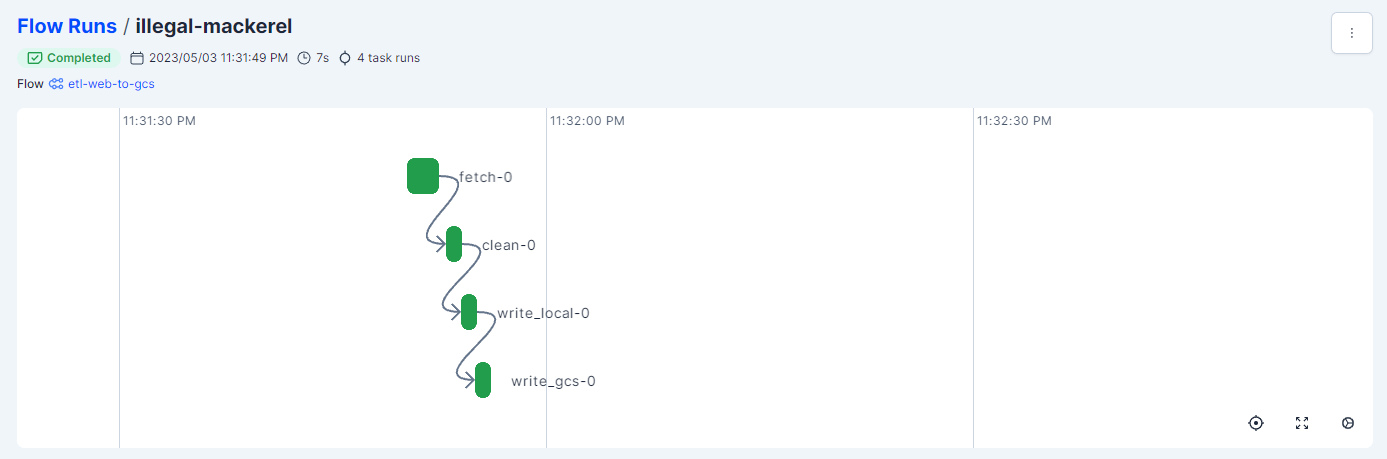 Flow Runs / illegal-mackerel
Completed 2023/05/03 11:31:49 PM 7s 4 task runs
Flow etl-web-to-gcs
11:31:30 PM 11:32:00 PM 11:32:30 PM
fetch-0
clean-0
write_local-0
write_gcs-0